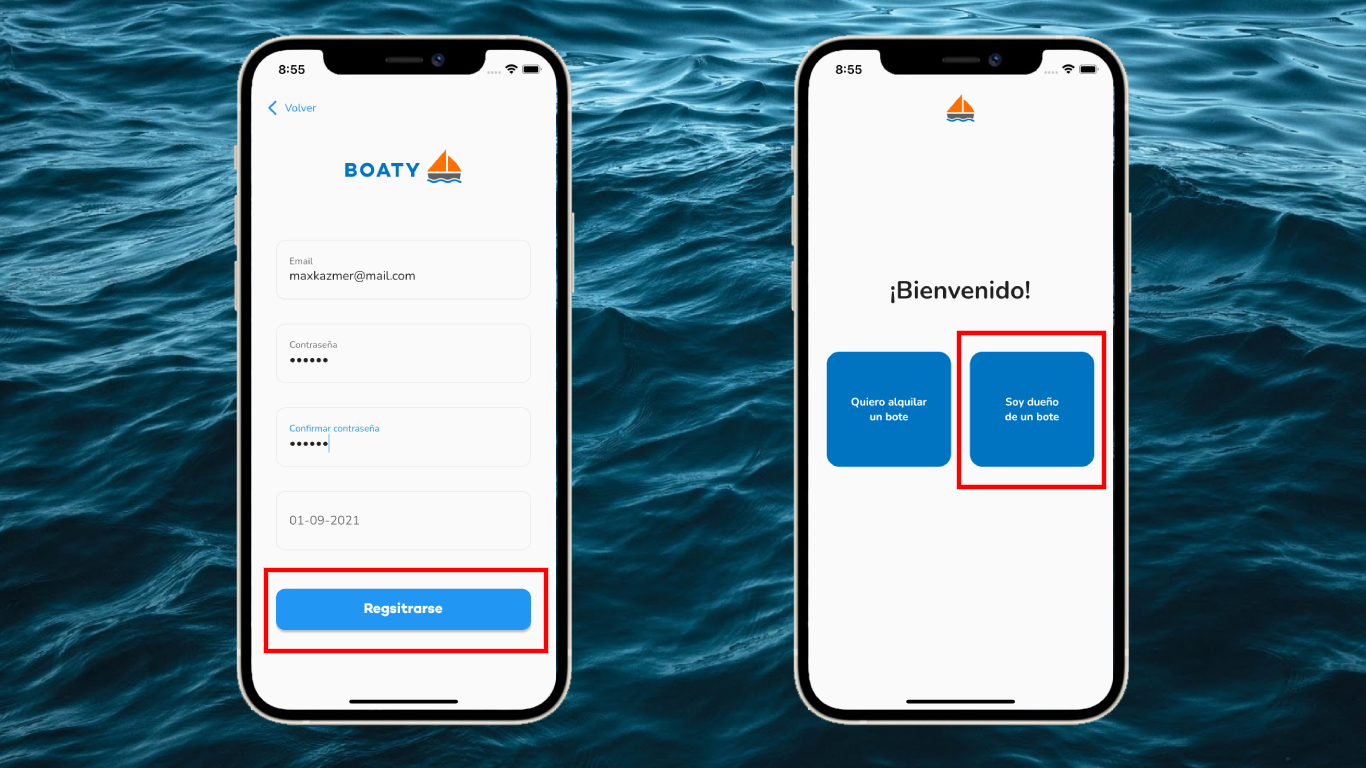 8:55
Volver
BOATY
Email
maxkazmer@mail.com
Contraseña
••••••
Confirmar contraseña
••••••
01-09-2021
Regsitrarse
8:55
¡Bienvenido!
Quiero alquilar
un bote
Soy dueño
de un bote